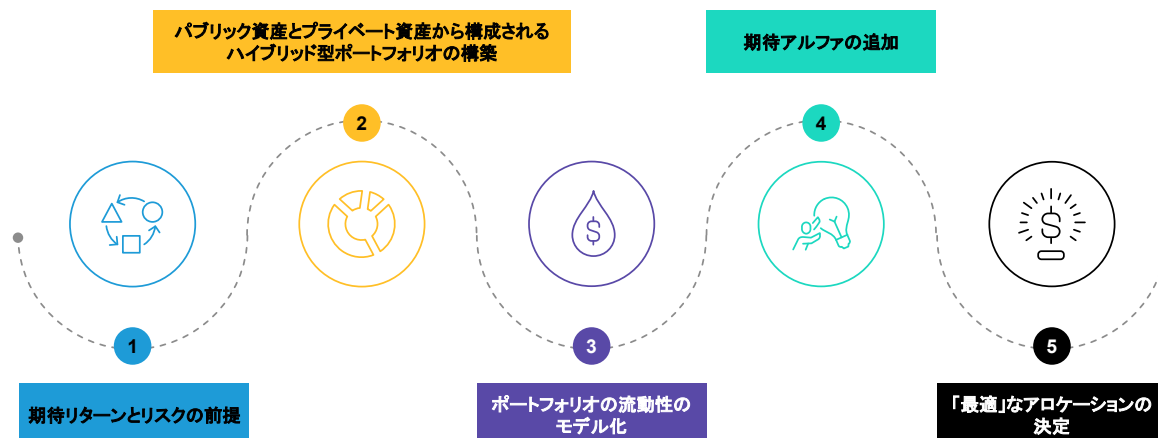 パブリック資産とプライベート資産から構成される
ハイブリッド型ポートフォリオの構築
期待アルファの追加
2
4
$
$
1
3
5
期待リターンとリスクの前提
ポートフォリオの流動性の
モデル化
「最適」なアロケーションの
決定